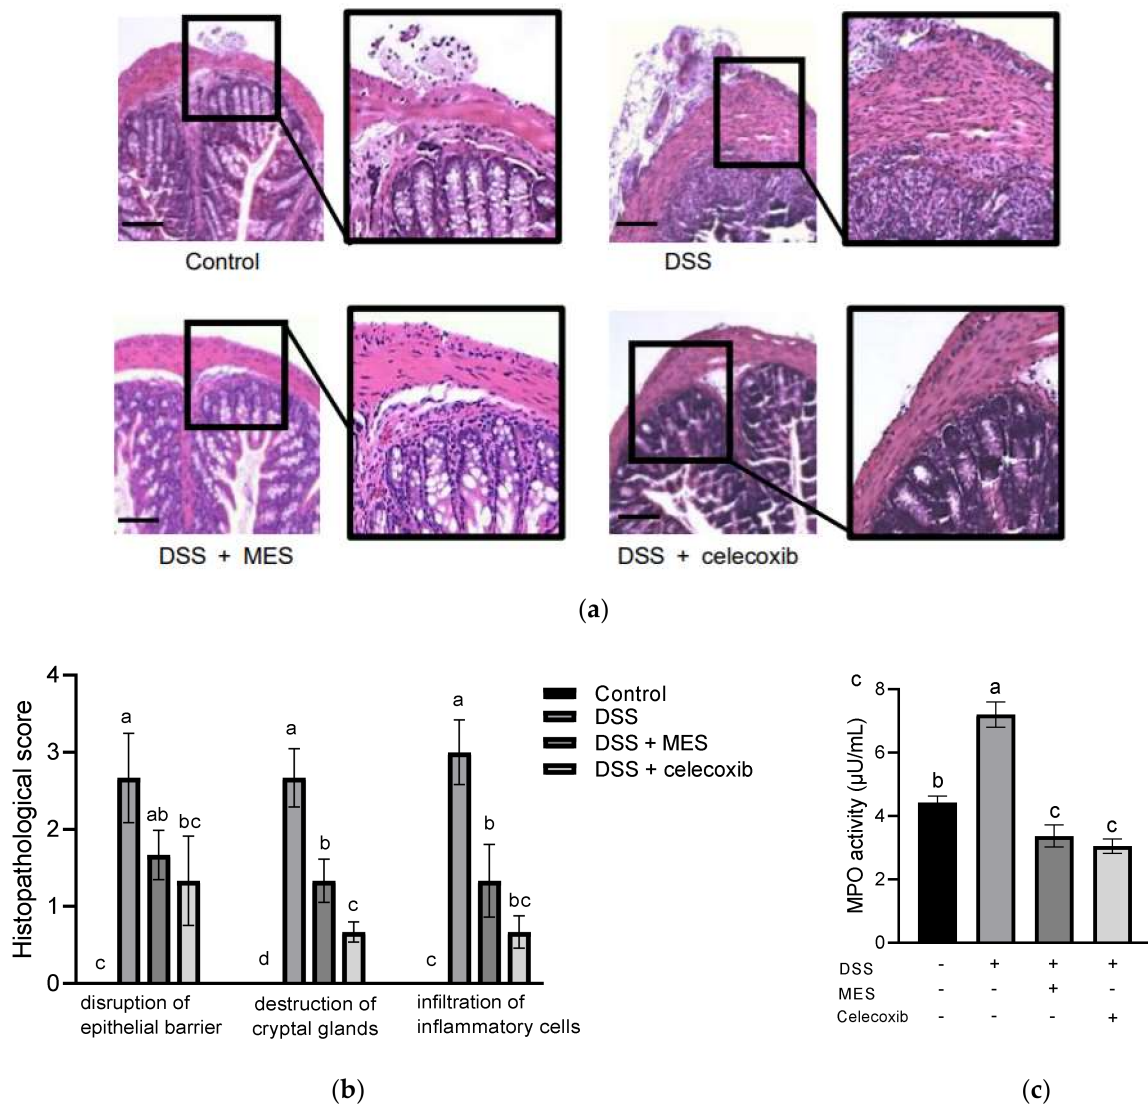 Control
DSS
DSS + MES
DSS + celecoxib
(a)
Histopathological score
4
3
2
1
0
a
ab
bc
c
a
b
c
d
a
b
bc
c
disruption of
epithelial barrier
destruction of
cryptal glands
infiltration of
inflammatory cells
Control
DSS
DSS + MES
DSS + celecoxib
(b)
c
MPO activity (µU/mL)
8
6
4
2
0
b
a
c
c
DSS - + + +
MES - - + -
Celecoxib - - - +
(c)